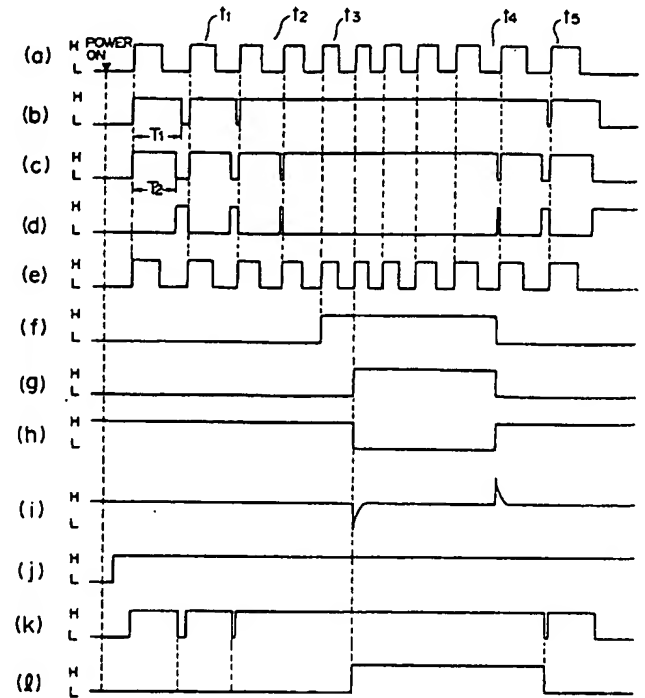 t1 t2 t3 t4 t5
POWER
ON
(a) H
L
(b) H
L
T1
(c) H
L
T2
(d) H
L
(e) H
L
(f) H
L
(g) H
L
(h) H
L
(i) H
L
(j) H
L
(k) H
L
(ℓ) H
L